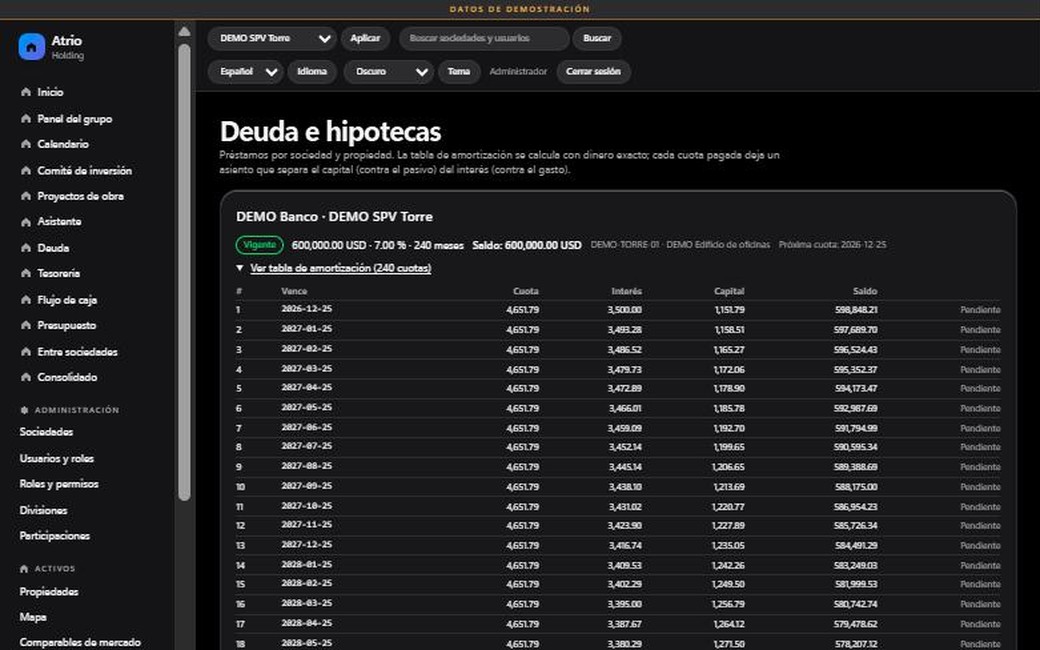 DATOS DE DEMOSTRACIÓN
Atrio
Holding
Inicio
Panel del grupo
Calendario
Comité de inversión
Proyectos de obra
Asistente
Deuda
Tesorería
Flujo de caja
Presupuesto
Entre sociedades
Consolidado
ADMINISTRACIÓN
Sociedades
Usuarios y roles
Roles y permisos
Divisiones
Participaciones
ACTIVOS
Propiedades
Mapa
Comparables de mercado
DEMO SPV Torre Aplicar Buscar sociedades y usuarios Buscar
Español Idioma Oscuro Tema Administrador Cerrar sesión
Deuda e hipotecas
Préstamos por sociedad y propiedad. La tabla de amortización se calcula con dinero exacto; cada cuota pagada deja un
asiento que separa el capital (contra el pasivo) del interés (contra el gasto).
DEMO Banco · DEMO SPV Torre
Vigente 600,000.00 USD · 7.00 % · 240 meses Saldo: 600,000.00 USD DEMO-TORRE-01 · DEMO Edificio de oficinas Próxima cuota: 2026-12-25
▼ Ver tabla de amortización (240 cuotas)
# Vence Cuota Interés Capital Saldo
1 2026-12-25 4,651.79 3,500.00 1,151.79 598,848.21 Pendiente
2 2027-01-25 4,651.79 3,493.28 1,158.51 597,689.70 Pendiente
3 2027-02-25 4,651.79 3,486.52 1,165.27 596,524.43 Pendiente
4 2027-03-25 4,651.79 3,479.73 1,172.06 595,352.37 Pendiente
5 2027-04-25 4,651.79 3,472.89 1,178.90 594,173.47 Pendiente
6 2027-05-25 4,651.79 3,466.01 1,185.78 592,987.69 Pendiente
7 2027-06-25 4,651.79 3,459.09 1,192.70 591,794.99 Pendiente
8 2027-07-25 4,651.79 3,452.14 1,199.65 590,595.34 Pendiente
9 2027-08-25 4,651.79 3,445.14 1,206.65 589,388.69 Pendiente
10 2027-09-25 4,651.79 3,438.10 1,213.69 588,175.00 Pendiente
11 2027-10-25 4,651.79 3,431.02 1,220.77 586,954.23 Pendiente
12 2027-11-25 4,651.79 3,423.90 1,227.89 585,726.34 Pendiente
13 2027-12-25 4,651.79 3,416.74 1,235.05 584,491.29 Pendiente
14 2028-01-25 4,651.79 3,409.53 1,242.26 583,249.03 Pendiente
15 2028-02-25 4,651.79 3,402.29 1,249.50 581,999.53 Pendiente
16 2028-03-25 4,651.79 3,395.00 1,256.79 580,742.74 Pendiente
17 2028-04-25 4,651.79 3,387.67 1,264.12 579,478.62 Pendiente
18 2028-05-25 4,651.79 3,380.29 1,271.50 578,207.12 Pendiente